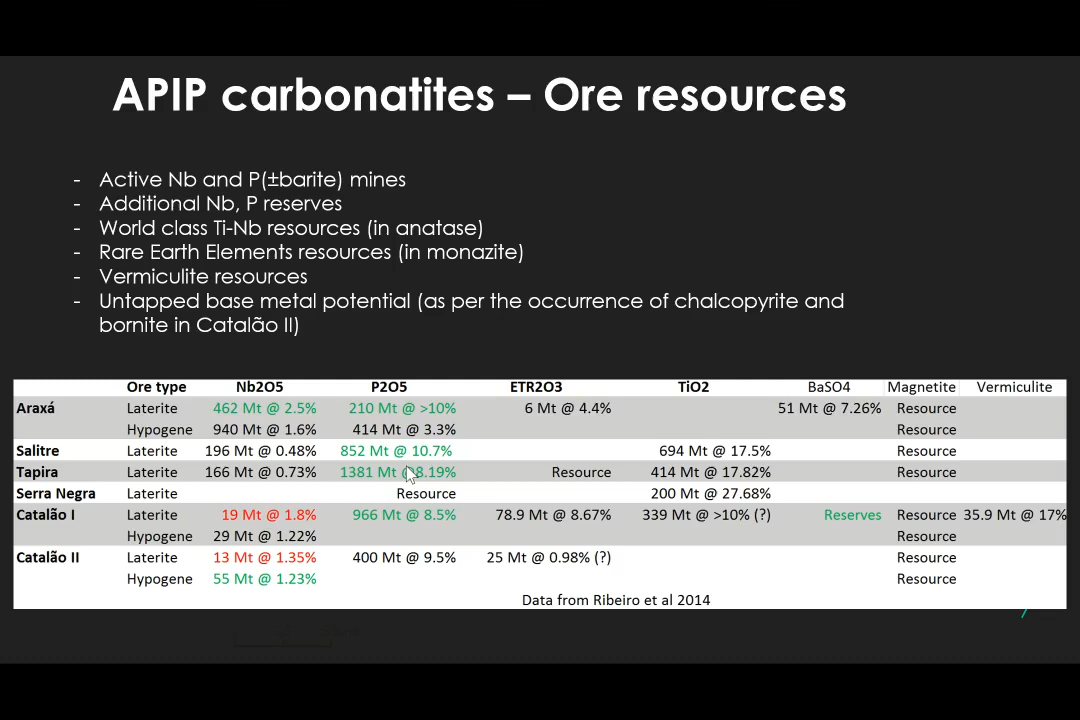 APIP carbonatites – Ore resources
- Active Nb and P(±barite) mines
- Additional Nb, P reserves
- World class Ti-Nb resources (in anatase)
- Rare Earth Elements resources (in monazite)
- Vermiculite resources
- Untapped base metal potential (as per the occurrence of chalcopyrite and
bornite in Catalão II)
Ore type Nb2O5 P2O5 ETR2O3 TiO2 BaSO4 Magnetite Vermiculite
Araxá Laterite 462 Mt @ 2.5% 210 Mt @ >10% 6 Mt @ 4.4% 51 Mt @ 7.26% Resource
Hypogene 940 Mt @ 1.6% 414 Mt @ 3.3% Resource
Salitre Laterite 196 Mt @ 0.48% 852 Mt @ 10.7% 694 Mt @ 17.5% Resource
Tapira Laterite 166 Mt @ 0.73% 1381 Mt @ 8.19% Resource 414 Mt @ 17.82% Resource
Serra Negra Laterite Resource 200 Mt @ 27.68%
Catalão I Laterite 19 Mt @ 1.8% 966 Mt @ 8.5% 78.9 Mt @ 8.67% 339 Mt @ >10% (?) Reserves Resource 35.9 Mt @ 17%
Hypogene 29 Mt @ 1.22% Resource
Catalão II Laterite 13 Mt @ 1.35% 400 Mt @ 9.5% 25 Mt @ 0.98% (?) Resource
Hypogene 55 Mt @ 1.23% Resource
Data from Ribeiro et al 2014